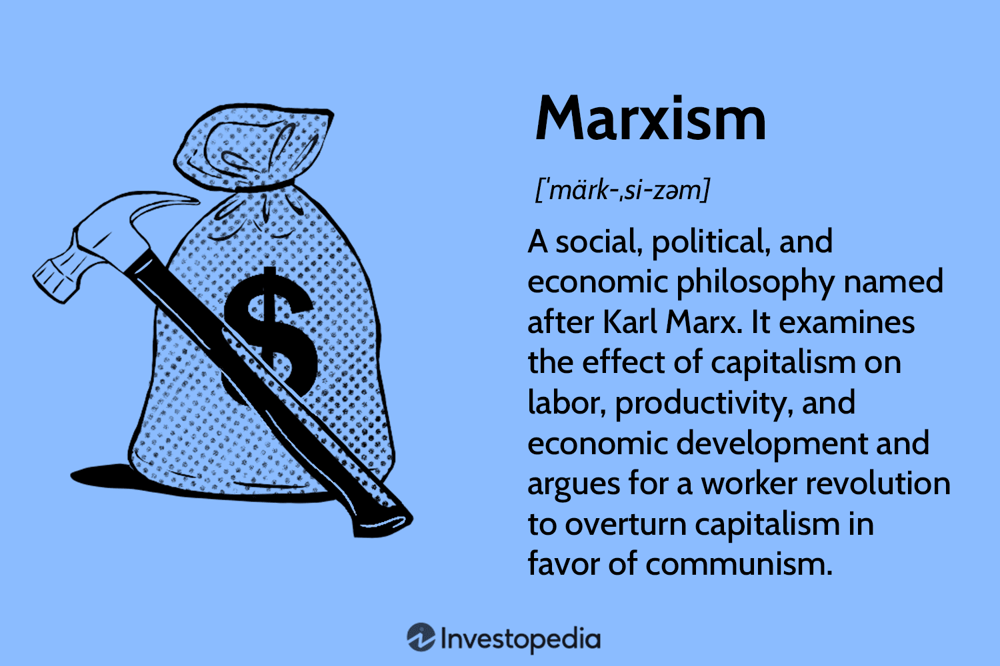 Marxism
[ˈmärk-ˌsi-zəm]
A social, political, and
economic philosophy named
after Karl Marx. It examines
the effect of capitalism on
labor, productivity, and
economic development and
argues for a worker revolution
to overturn capitalism in
favor of communism.
$
Investopedia